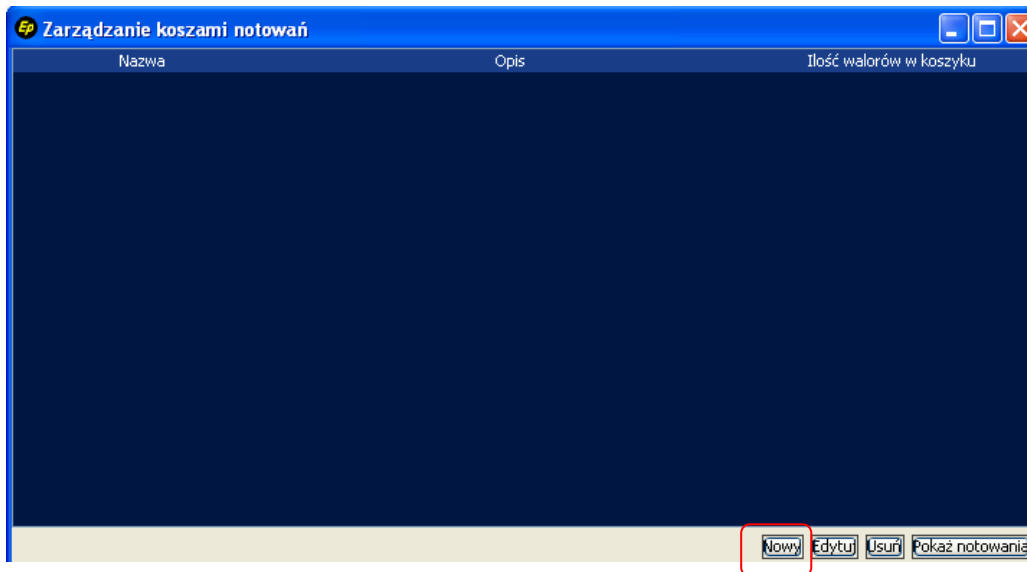 Ep Zarządzanie koszami notowań
Nazwa Opis Ilość walorów w koszyku
Nowy Edytuj Usuń Pokaż notowania